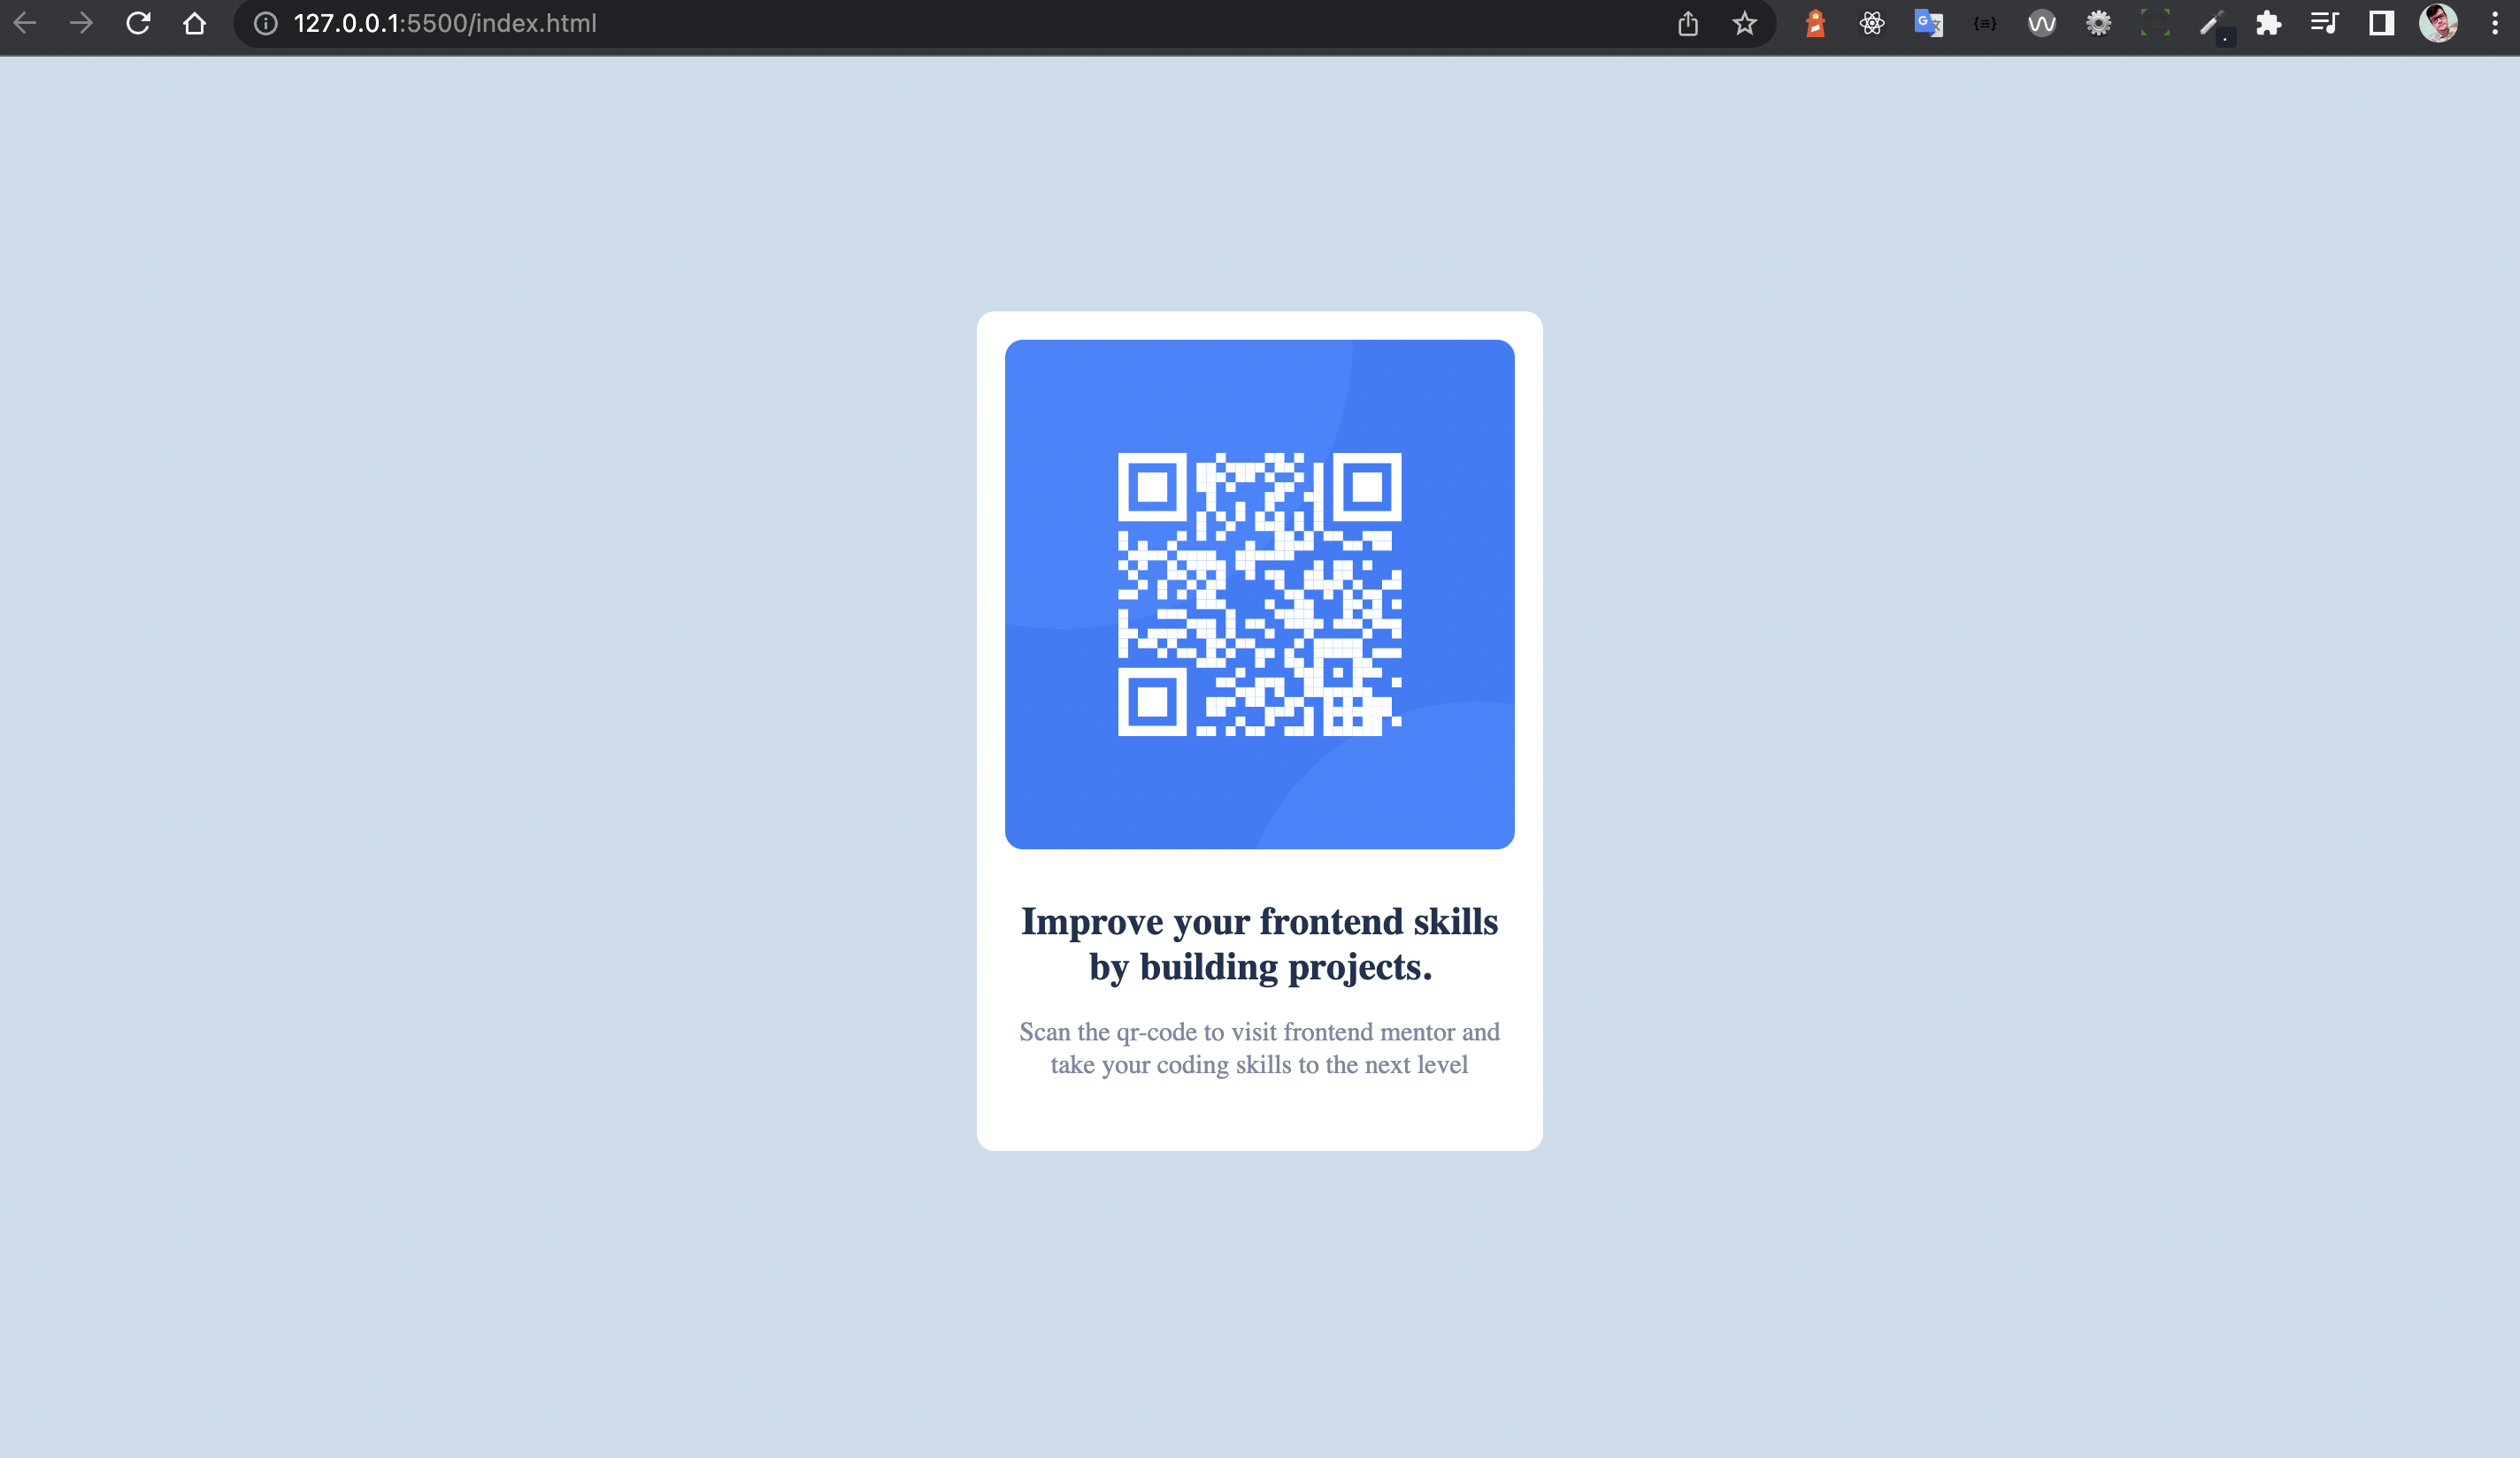 127.0.0.1:5500/index.html
Improve your frontend skills
by building projects.
Scan the qr-code to visit frontend mentor and
take your coding skills to the next level